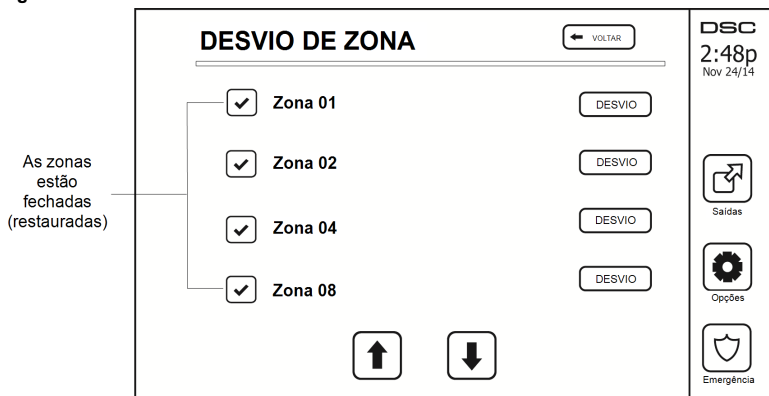 DESVIO DE ZONA
VOLTAR
DSC
2:48p
Nov 24/14
Zona 01
DESVIO
Zona 02
DESVIO
Zona 04
DESVIO
Zona 08
DESVIO
As zonas
estão
fechadas
(restauradas)
Saídas
Opções
Emergência